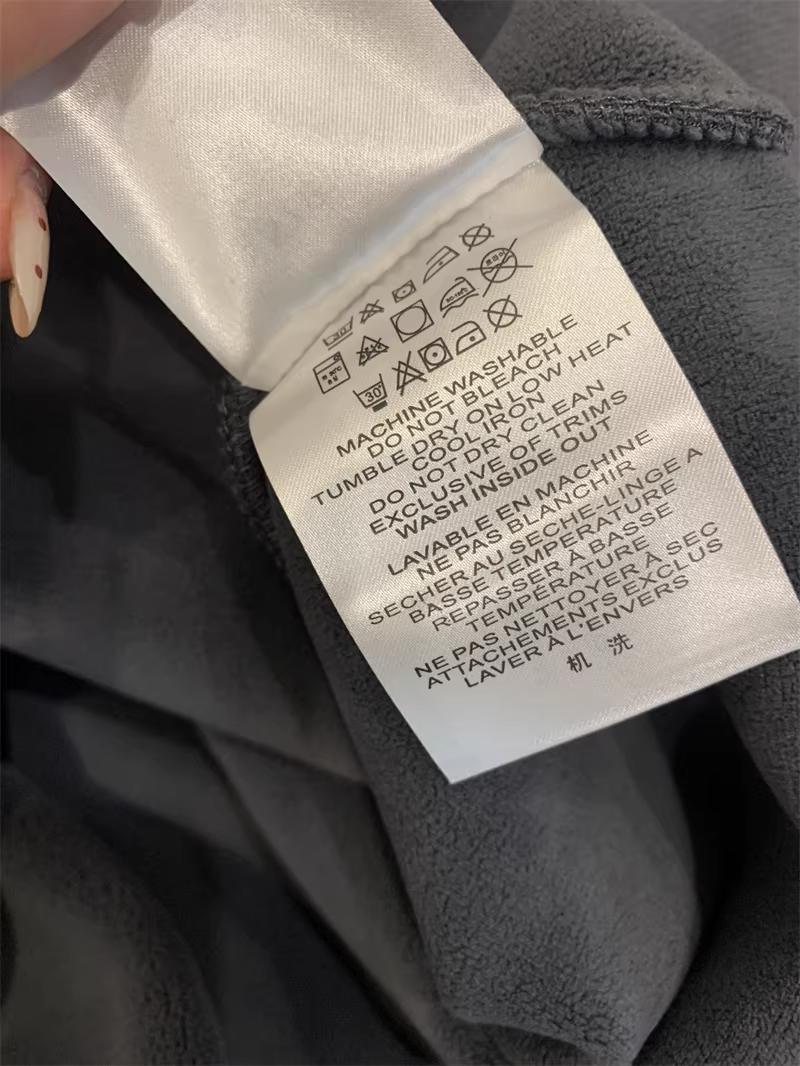 30
30°
MACHINE WASHABLE
DO NOT BLEACH
TUMBLE DRY ON LOW HEAT
COOL IRON
DO NOT DRY CLEAN
EXCLUSIVE OF TRIMS
WASH INSIDE OUT
LAVABLE EN MACHINE
NE PAS BLANCHIR
SECHER AU SECHE-LINGE A
BASSE TEMPERATURE
REPASSER À BASSE
TEMPÉRATURE
NE PAS NETTOYER À SEC
ATTACHEMENTS EXCLUS
LAVER À L'ENVERS
机 洗